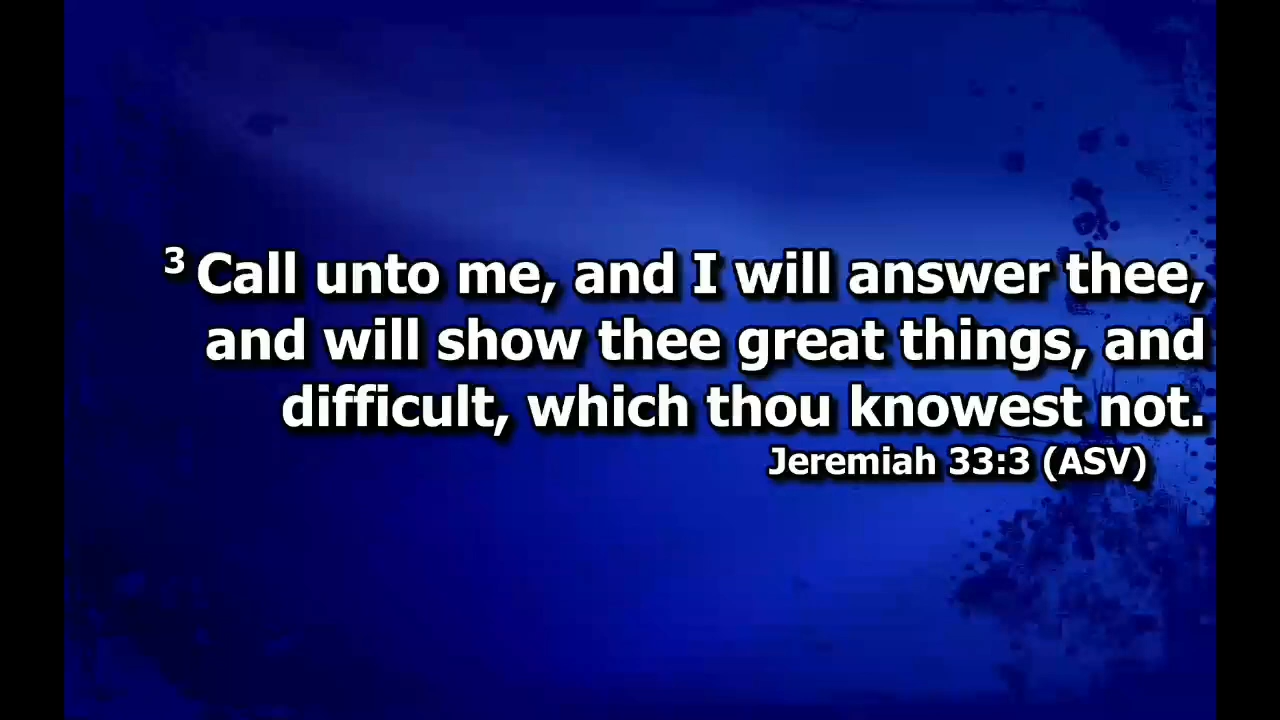 3 Call unto me, and I will answer thee,
and will show thee great things, and
difficult, which thou knowest not.
Jeremiah 33:3 (ASV)